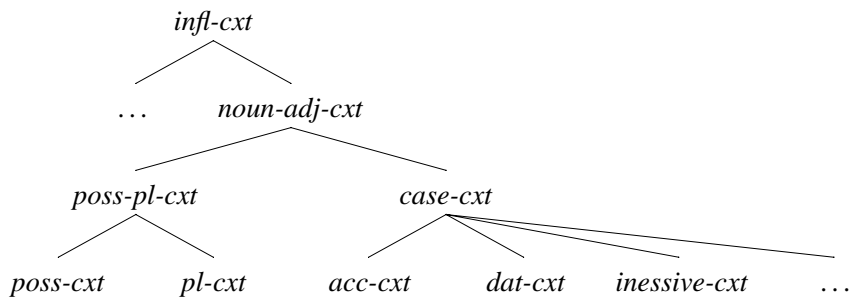 infl-cxt
... noun-adj-cxt
poss-pl-cxt case-cxt
poss-cxt pl-cxt acc-cxt dat-cxt inessive-cxt ...